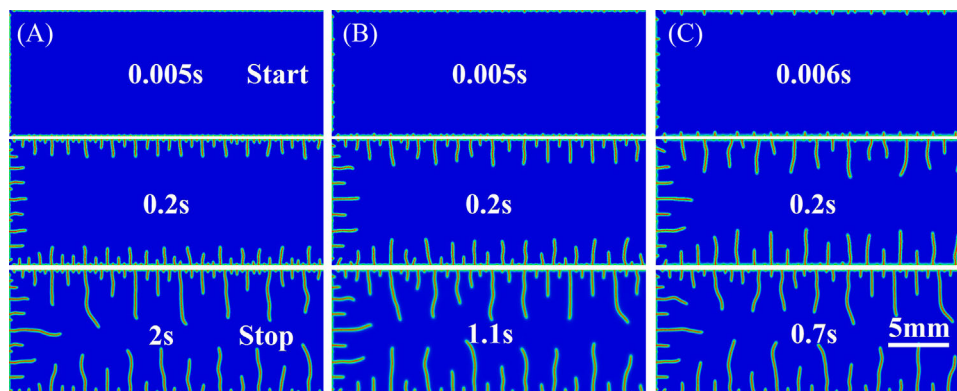 (A)
0.005s Start
0.2s
2s Stop
(B)
0.005s
0.2s
1.1s
(C)
0.006s
0.2s
0.7s
5mm